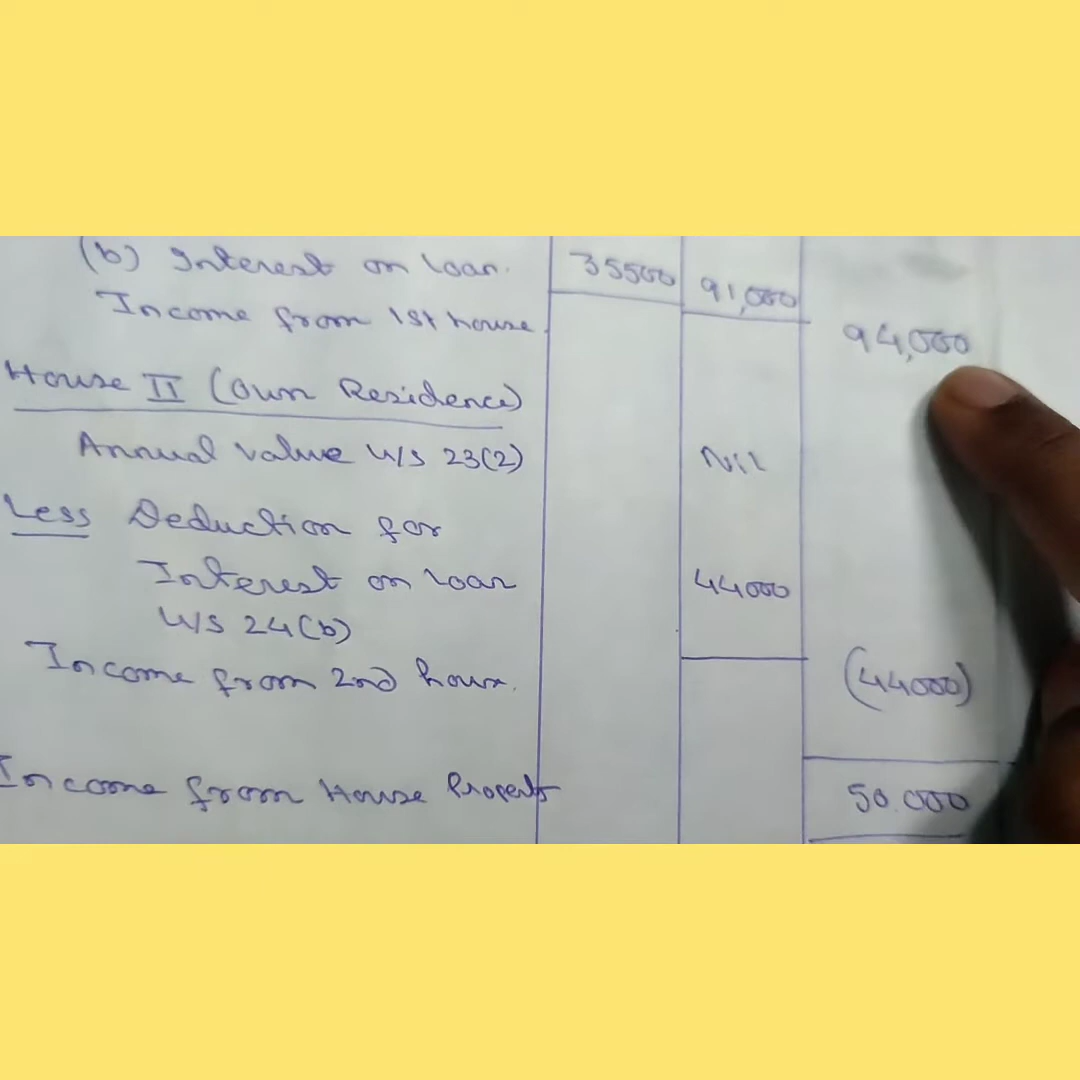 (b) Interest on loan. 35500 91,000
Income from 1st house. 94,000
House II (Own Residence)
Annual value U/S 23(2) Nil
Less Deduction for
Interest on loan 44000
U/S 24(b)
Income from 2nd house. (44000)
Income from House Property 50.000